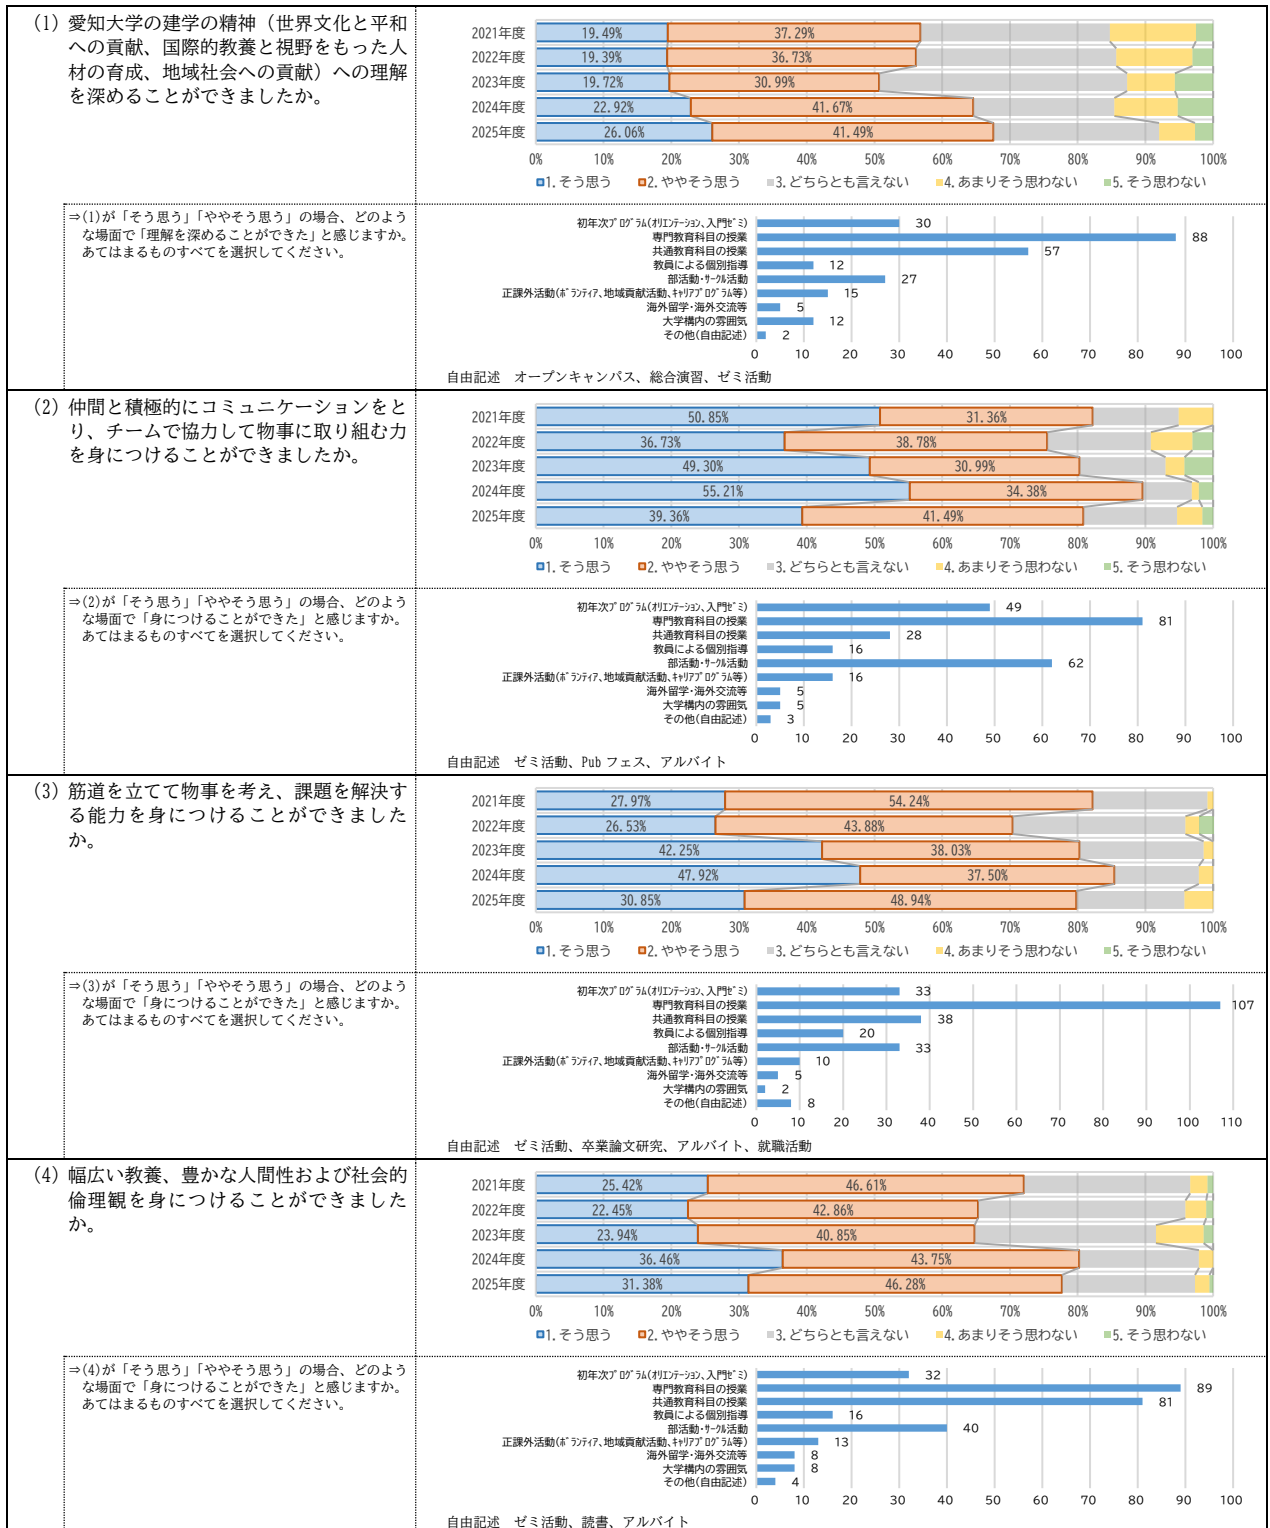 (1) 愛知大学の建学の精神（世界文化と平和
への貢献、国際的教養と視野をもった人
材の育成、地域社会への貢献）への理解
を深めることができましたか。
2021年度 19.49% 37.29%
2022年度 19.39% 36.73%
2023年度 19.72% 30.99%
2024年度 22.92% 41.67%
2025年度 26.06% 41.49%
0% 10% 20% 30% 40% 50% 60% 70% 80% 90% 100%
1.そう思う 2.ややそう思う 3.どちらとも言えない 4.あまりそう思わない 5.そう思わない
⇒(1)が「そう思う」「ややそう思う」の場合、どのよう
な場面で「理解を深めることができた」と感じますか。
あてはまるものすべてを選択してください。
初年次ﾌﾟﾛｸﾞﾗﾑ(ｵﾘｴﾝﾃｰｼｮﾝ、入門ｾﾞﾐ) 30
専門教育科目の授業 88
共通教育科目の授業 57
教員による個別指導 12
部活動･ｻｰｸﾙ活動 27
正課外活動(ﾎﾞﾗﾝﾃｨｱ、地域貢献活動、ｷｬﾘｱﾌﾟﾛｸﾞﾗﾑ等) 15
海外留学･海外交流等 5
大学構内の雰囲気 12
その他(自由記述) 2
0 10 20 30 40 50 60 70 80 90 100
自由記述 オープンキャンパス、総合演習、ゼミ活動
(2) 仲間と積極的にコミュニケーションをと
り、チームで協力して物事に取り組む力
を身につけることができましたか。
2021年度 50.85% 31.36%
2022年度 36.73% 38.78%
2023年度 49.30% 30.99%
2024年度 55.21% 34.38%
2025年度 39.36% 41.49%
0% 10% 20% 30% 40% 50% 60% 70% 80% 90% 100%
1.そう思う 2.ややそう思う 3.どちらとも言えない 4.あまりそう思わない 5.そう思わない
⇒(2)が「そう思う」「ややそう思う」の場合、どのよう
な場面で「身につけることができた」と感じますか。
あてはまるものすべてを選択してください。
初年次ﾌﾟﾛｸﾞﾗﾑ(ｵﾘｴﾝﾃｰｼｮﾝ、入門ｾﾞﾐ) 49
専門教育科目の授業 81
共通教育科目の授業 28
教員による個別指導 16
部活動･ｻｰｸﾙ活動 62
正課外活動(ﾎﾞﾗﾝﾃｨｱ、地域貢献活動、ｷｬﾘｱﾌﾟﾛｸﾞﾗﾑ等) 16
海外留学･海外交流等 5
大学構内の雰囲気 5
その他(自由記述) 3
0 10 20 30 40 50 60 70 80 90 100
自由記述 ゼミ活動、Pub フェス、アルバイト
(3) 筋道を立てて物事を考え、課題を解決す
る能力を身につけることができました
か。
2021年度 27.97% 54.24%
2022年度 26.53% 43.88%
2023年度 42.25% 38.03%
2024年度 47.92% 37.50%
2025年度 30.85% 48.94%
0% 10% 20% 30% 40% 50% 60% 70% 80% 90% 100%
1.そう思う 2.ややそう思う 3.どちらとも言えない 4.あまりそう思わない 5.そう思わない
⇒(3)が「そう思う」「ややそう思う」の場合、どのよう
な場面で「身につけることができた」と感じますか。
あてはまるものすべてを選択してください。
初年次ﾌﾟﾛｸﾞﾗﾑ(ｵﾘｴﾝﾃｰｼｮﾝ、入門ｾﾞﾐ) 33
専門教育科目の授業 107
共通教育科目の授業 38
教員による個別指導 20
部活動･ｻｰｸﾙ活動 33
正課外活動(ﾎﾞﾗﾝﾃｨｱ、地域貢献活動、ｷｬﾘｱﾌﾟﾛｸﾞﾗﾑ等) 10
海外留学･海外交流等 5
大学構内の雰囲気 2
その他(自由記述) 8
0 10 20 30 40 50 60 70 80 90 100 110
自由記述 ゼミ活動、卒業論文研究、アルバイト、就職活動
(4) 幅広い教養、豊かな人間性および社会的
倫理観を身につけることができました
か。
2021年度 25.42% 46.61%
2022年度 22.45% 42.86%
2023年度 23.94% 40.85%
2024年度 36.46% 43.75%
2025年度 31.38% 46.28%
0% 10% 20% 30% 40% 50% 60% 70% 80% 90% 100%
1.そう思う 2.ややそう思う 3.どちらとも言えない 4.あまりそう思わない 5.そう思わない
⇒(4)が「そう思う」「ややそう思う」の場合、どのよう
な場面で「身につけることができた」と感じますか。
あてはまるものすべてを選択してください。
初年次ﾌﾟﾛｸﾞﾗﾑ(ｵﾘｴﾝﾃｰｼｮﾝ、入門ｾﾞﾐ) 32
専門教育科目の授業 89
共通教育科目の授業 81
教員による個別指導 16
部活動･ｻｰｸﾙ活動 40
正課外活動(ﾎﾞﾗﾝﾃｨｱ、地域貢献活動、ｷｬﾘｱﾌﾟﾛｸﾞﾗﾑ等) 13
海外留学･海外交流等 8
大学構内の雰囲気 8
その他(自由記述) 4
0 10 20 30 40 50 60 70 80 90 100
自由記述 ゼミ活動、読書、アルバイト